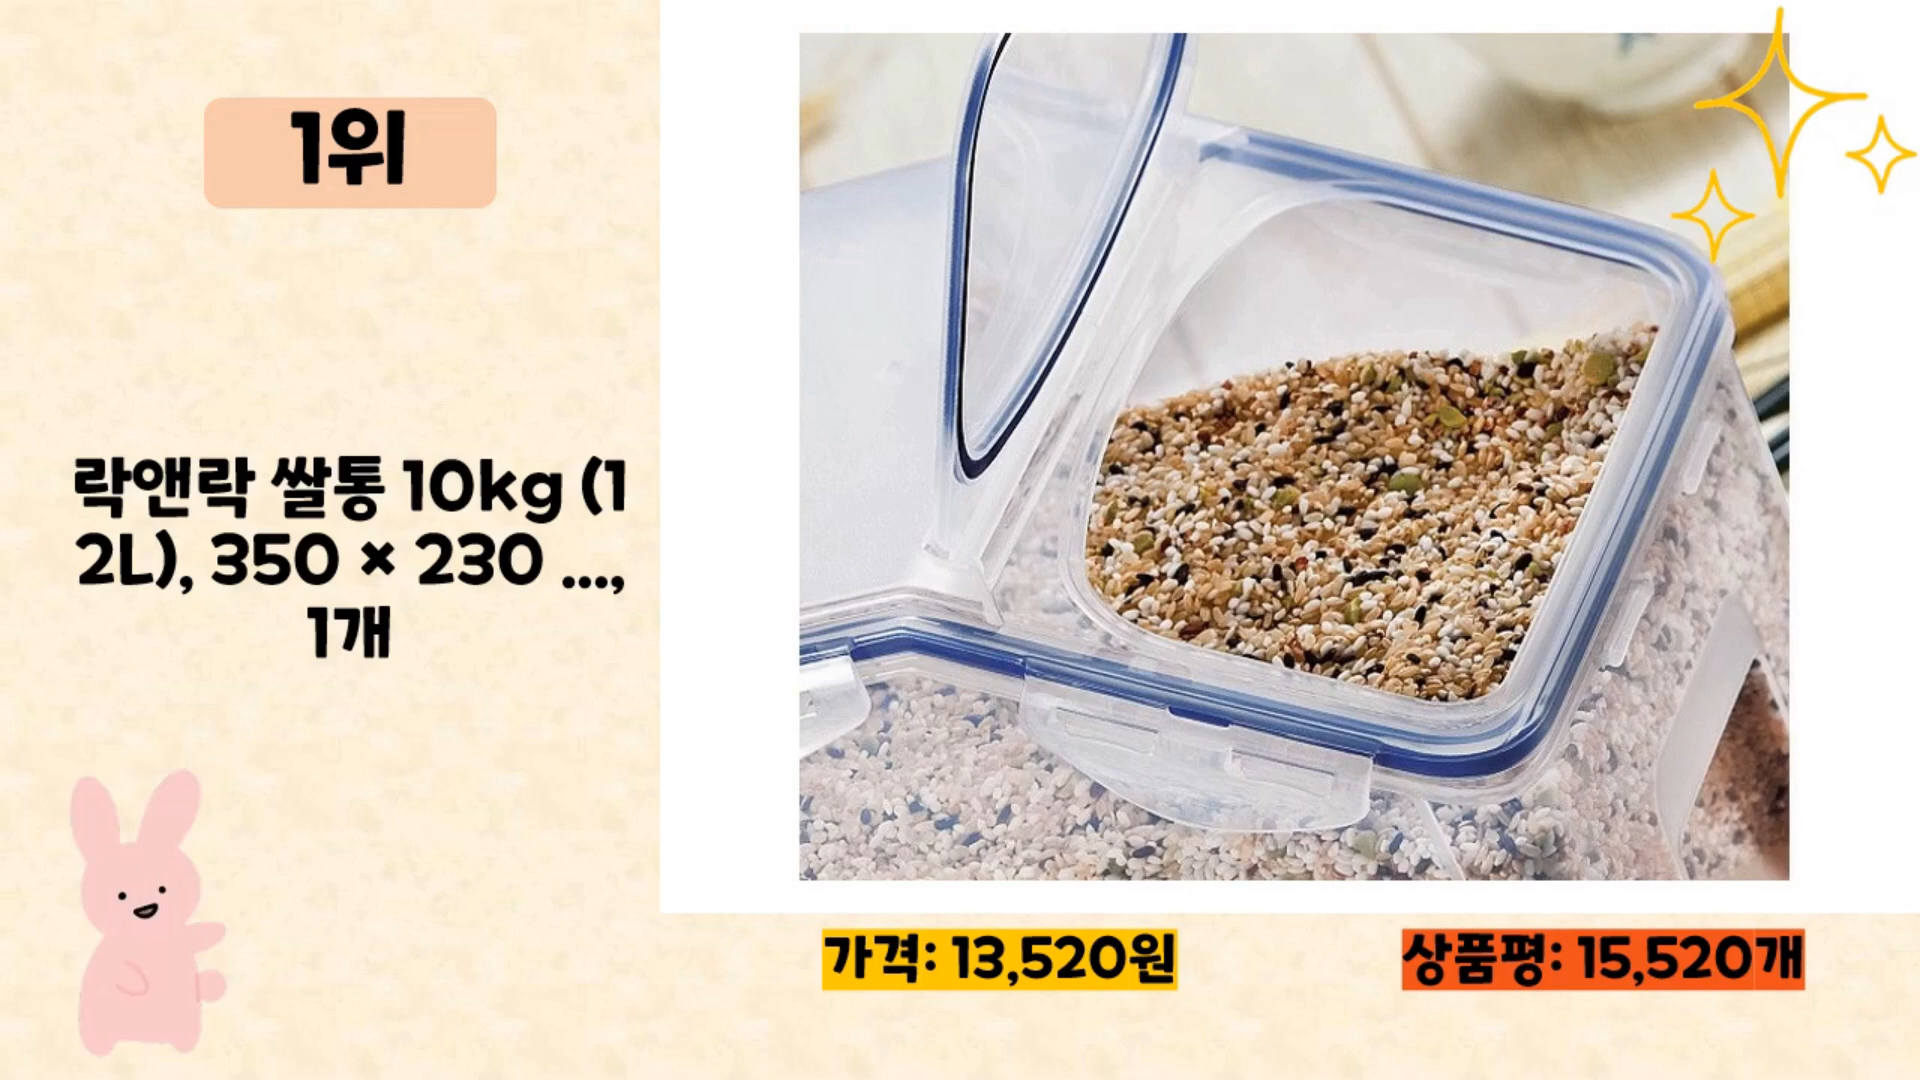 1위
락앤락 쌀통 10kg (1
2L), 350 × 230 ...,
1개
가격: 13,520원
상품평: 15,520개